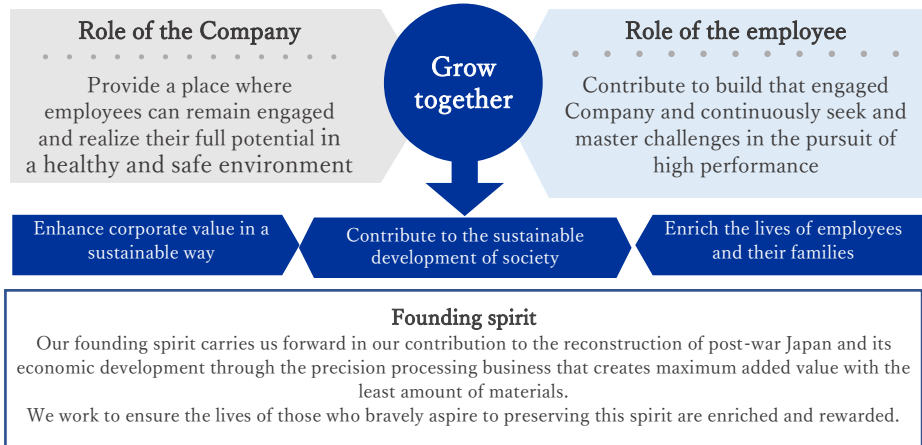 Role of the Company
Provide a place where
employees can remain engaged
and realize their full potential in
a healthy and safe environment
Grow
together
Role of the employee
Contribute to build that engaged
Company and continuously seek and
master challenges in the pursuit of
high performance
Enhance corporate value in a
sustainable way
Contribute to the sustainable
development of society
Enrich the lives of employees
and their families
Founding spirit
Our founding spirit carries us forward in our contribution to the reconstruction of post-war Japan and its
economic development through the precision processing business that creates maximum added value with the
least amount of materials.
We work to ensure the lives of those who bravely aspire to preserving this spirit are enriched and rewarded.